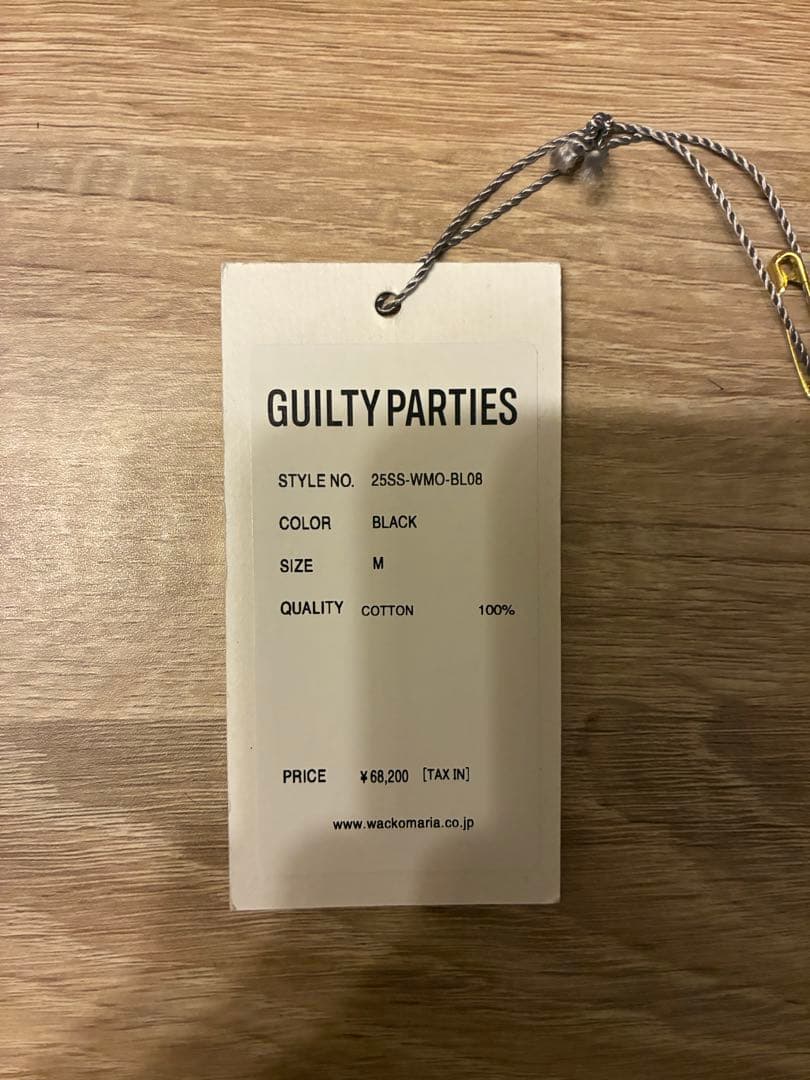 GUILTY PARTIES
STYLE NO. 25SS-WMO-BL08
COLOR BLACK
SIZE M
QUALITY COTTON 100%
PRICE ¥68,200 [TAX IN]
www.wackomaria.co.jp